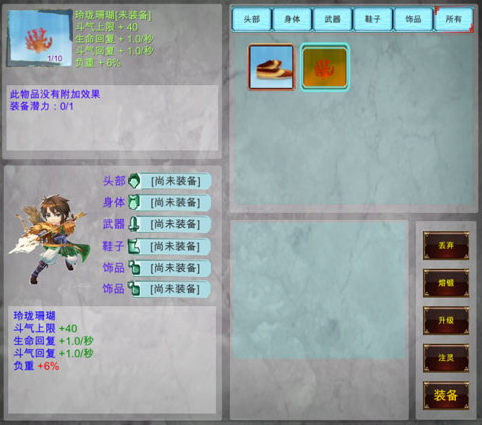 玲珑珊瑚[未装备]
斗气上限 + 40
生命回复 + 1.0/秒
斗气回复 + 1.0/秒
负重 + 6%
1/10
此物品没有附加效果
装备潜力：0/1
头部 身体 武器 鞋子 饰品 所有
头部 [尚未装备]
身体 [尚未装备]
武器 [尚未装备]
鞋子 [尚未装备]
饰品 [尚未装备]
饰品 [尚未装备]
玲珑珊瑚
斗气上限 +40
生命回复 +1.0/秒
斗气回复 +1.0/秒
负重 +6%
丢弃
熔锻
升级
注灵
装备